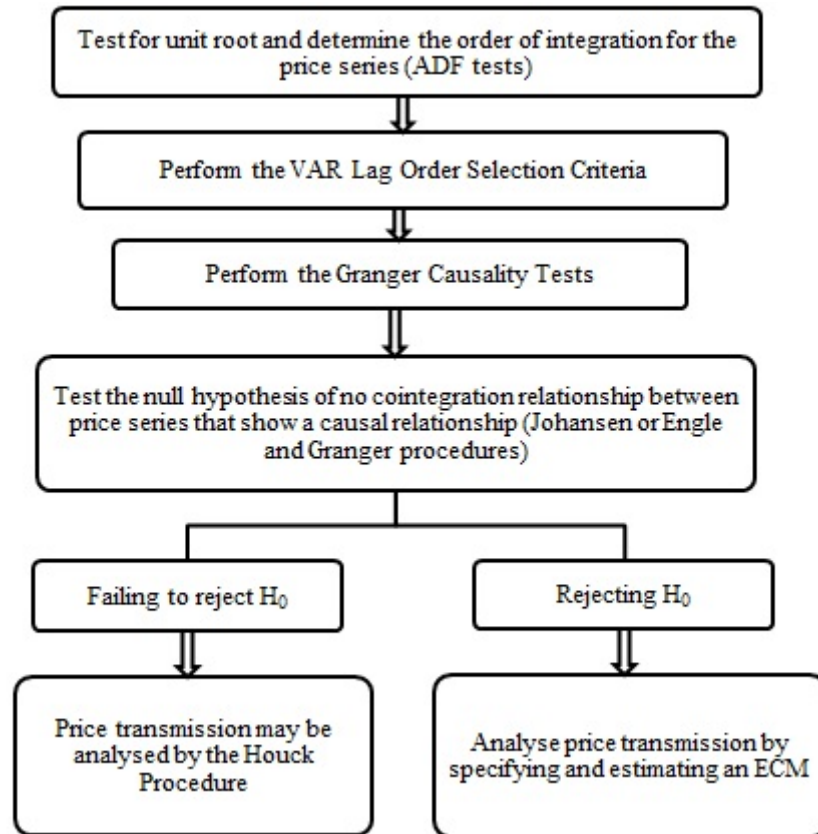 Test for unit root and determine the order of integration for the
price series (ADF tests)
Perform the VAR Lag Order Selection Criteria
Perform the Granger Causality Tests
Test the null hypothesis of no cointegration relationship between
price series that show a causal relationship (Johansen or Engle
and Granger procedures)
Failing to reject H₀
Rejecting H₀
Price transmission may be
analysed by the Houck
Procedure
Analyse price transmission by
specifying and estimating an ECM